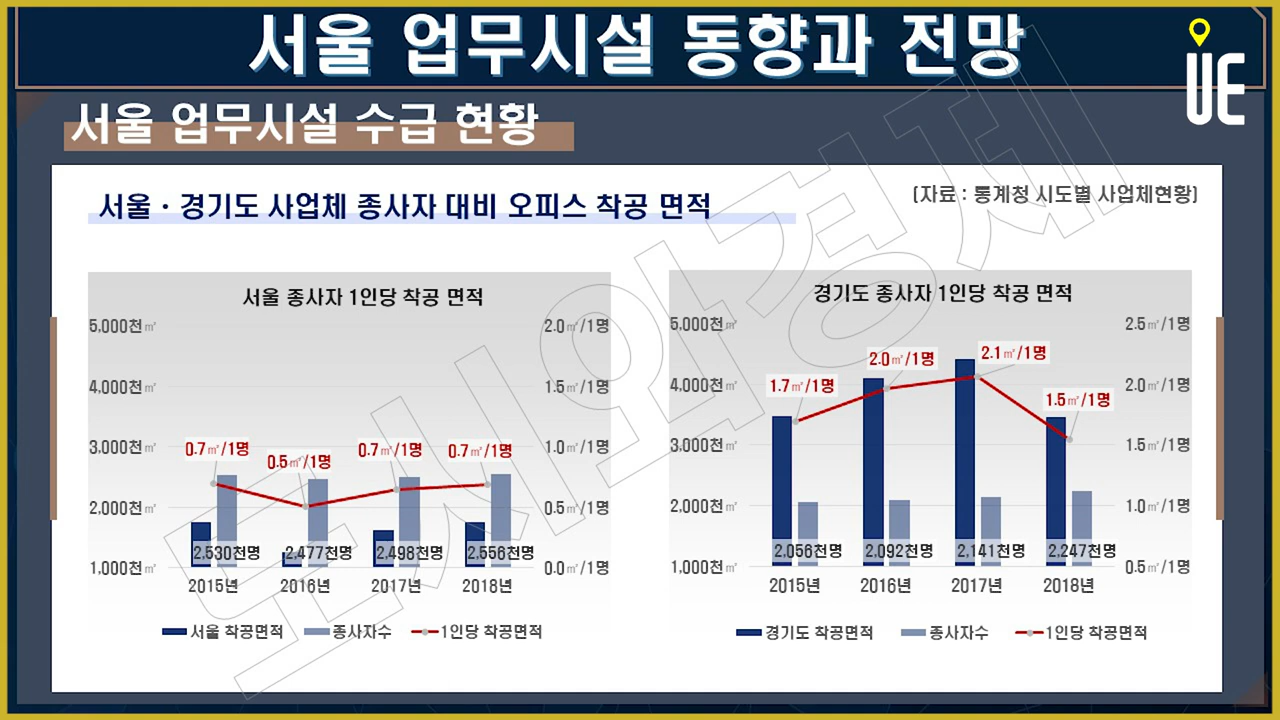 서울 업무시설 동향과 전망
UE
서울 업무시설 수급 현황
서울 · 경기도 사업체 종사자 대비 오피스 착공 면적
(자료 : 통계청 시도별 사업체현황)
서울 종사자 1인당 착공 면적
5,000천㎡
4,000천㎡
3,000천㎡
2,000천㎡
1,000천㎡
2.0㎡/1명
1.5㎡/1명
1.0㎡/1명
0.5㎡/1명
0.0㎡/1명
0.7㎡/1명
0.5㎡/1명
0.7㎡/1명
0.7㎡/1명
2,530천명
2,477천명
2,498천명
2,556천명
2015년
2016년
2017년
2018년
서울 착공면적
종사자수
1인당 착공면적
경기도 종사자 1인당 착공 면적
5,000천㎡
4,000천㎡
3,000천㎡
2,000천㎡
1,000천㎡
2.5㎡/1명
2.0㎡/1명
1.5㎡/1명
1.0㎡/1명
0.5㎡/1명
1.7㎡/1명
2.0㎡/1명
2.1㎡/1명
1.5㎡/1명
2,056천명
2,092천명
2,141천명
2,247천명
2015년
2016년
2017년
2018년
경기도 착공면적
종사자수
1인당 착공면적
도시와경제